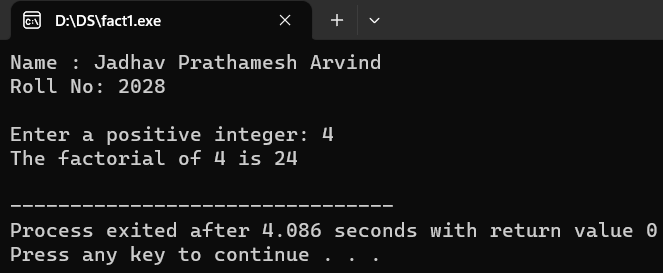 D:\DS\fact1.exe
Name : Jadhav Prathamesh Arvind
Roll No: 2028
Enter a positive integer: 4
The factorial of 4 is 24
--------------------------------
Process exited after 4.086 seconds with return value 0
Press any key to continue . . .